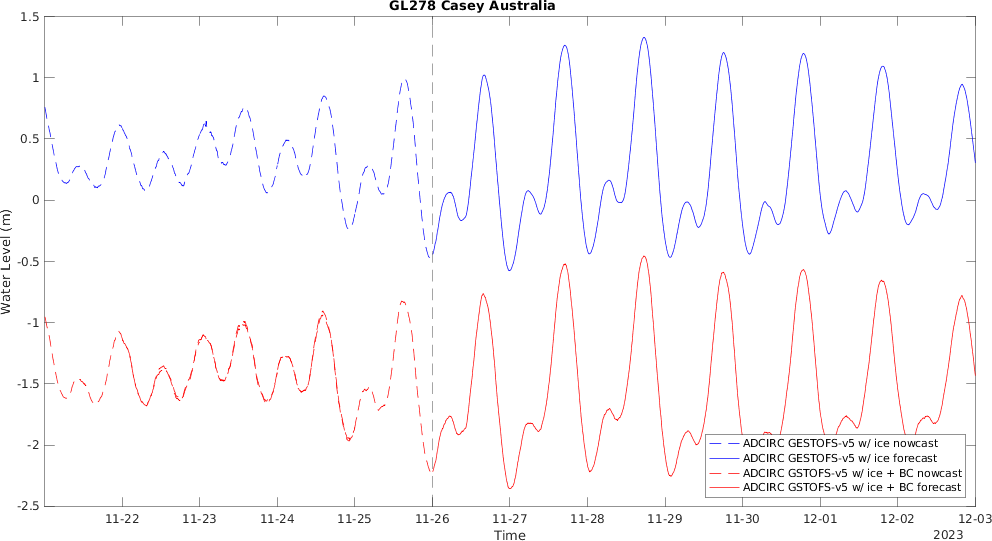 GL278 Casey Australia
1.5
1
0.5
0
-0.5
-1
-1.5
-2
-2.5
Water Level (m)
ADCIRC GESTOFS-v5 w/ ice nowcast
ADCIRC GESTOFS-v5 w/ ice forecast
ADCIRC GSTOFS-v5 w/ ice + BC nowcast
ADCIRC GSTOFS-v5 w/ ice + BC forecast
11-22 11-23 11-24 11-25 11-26 11-27 11-28 11-29 11-30 12-01 12-02 12-03
Time
2023